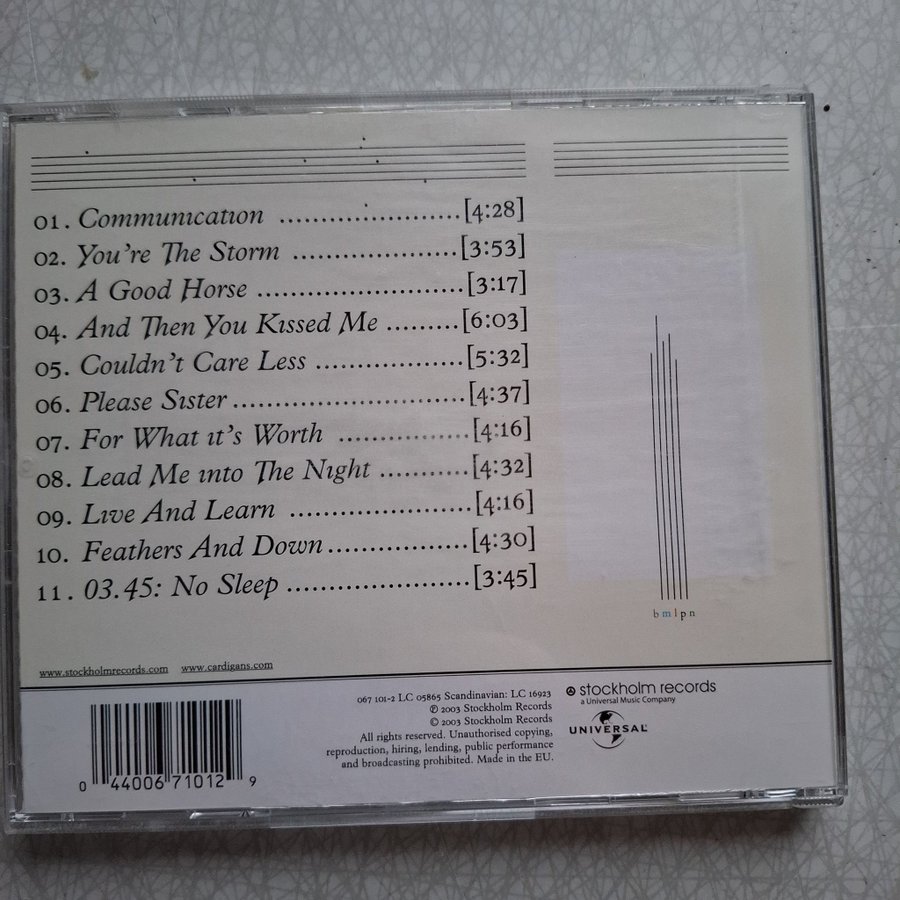 01. Communication ......................[4:28]
02. You're The Storm ....................[3:53]
03. A Good Horse .........................[3:17]
04. And Then You Kissed Me .........[6:03]
05. Couldn't Care Less ..................[5:32]
06. Please Sister ............................[4:37]
07. For What it's Worth ................[4:16]
08. Lead Me into The Night ...........[4:32]
09. Live And Learn ......................[4:16]
10. Feathers And Down .................[4:30]
11. 03.45: No Sleep ......................[3:45]
b m l p n
www.stockholmrecords.com www.cardigans.com
067 101-2 LC 05865 Scandinavian: LC 16923
℗ 2003 Stockholm Records
© 2003 Stockholm Records
All rights reserved. Unauthorised copying,
reproduction, hiring, lending, public performance
and broadcasting prohibited. Made in the EU.
stockholm records
a Universal Music Company
UNIVERSAL
0 44006 71012 9